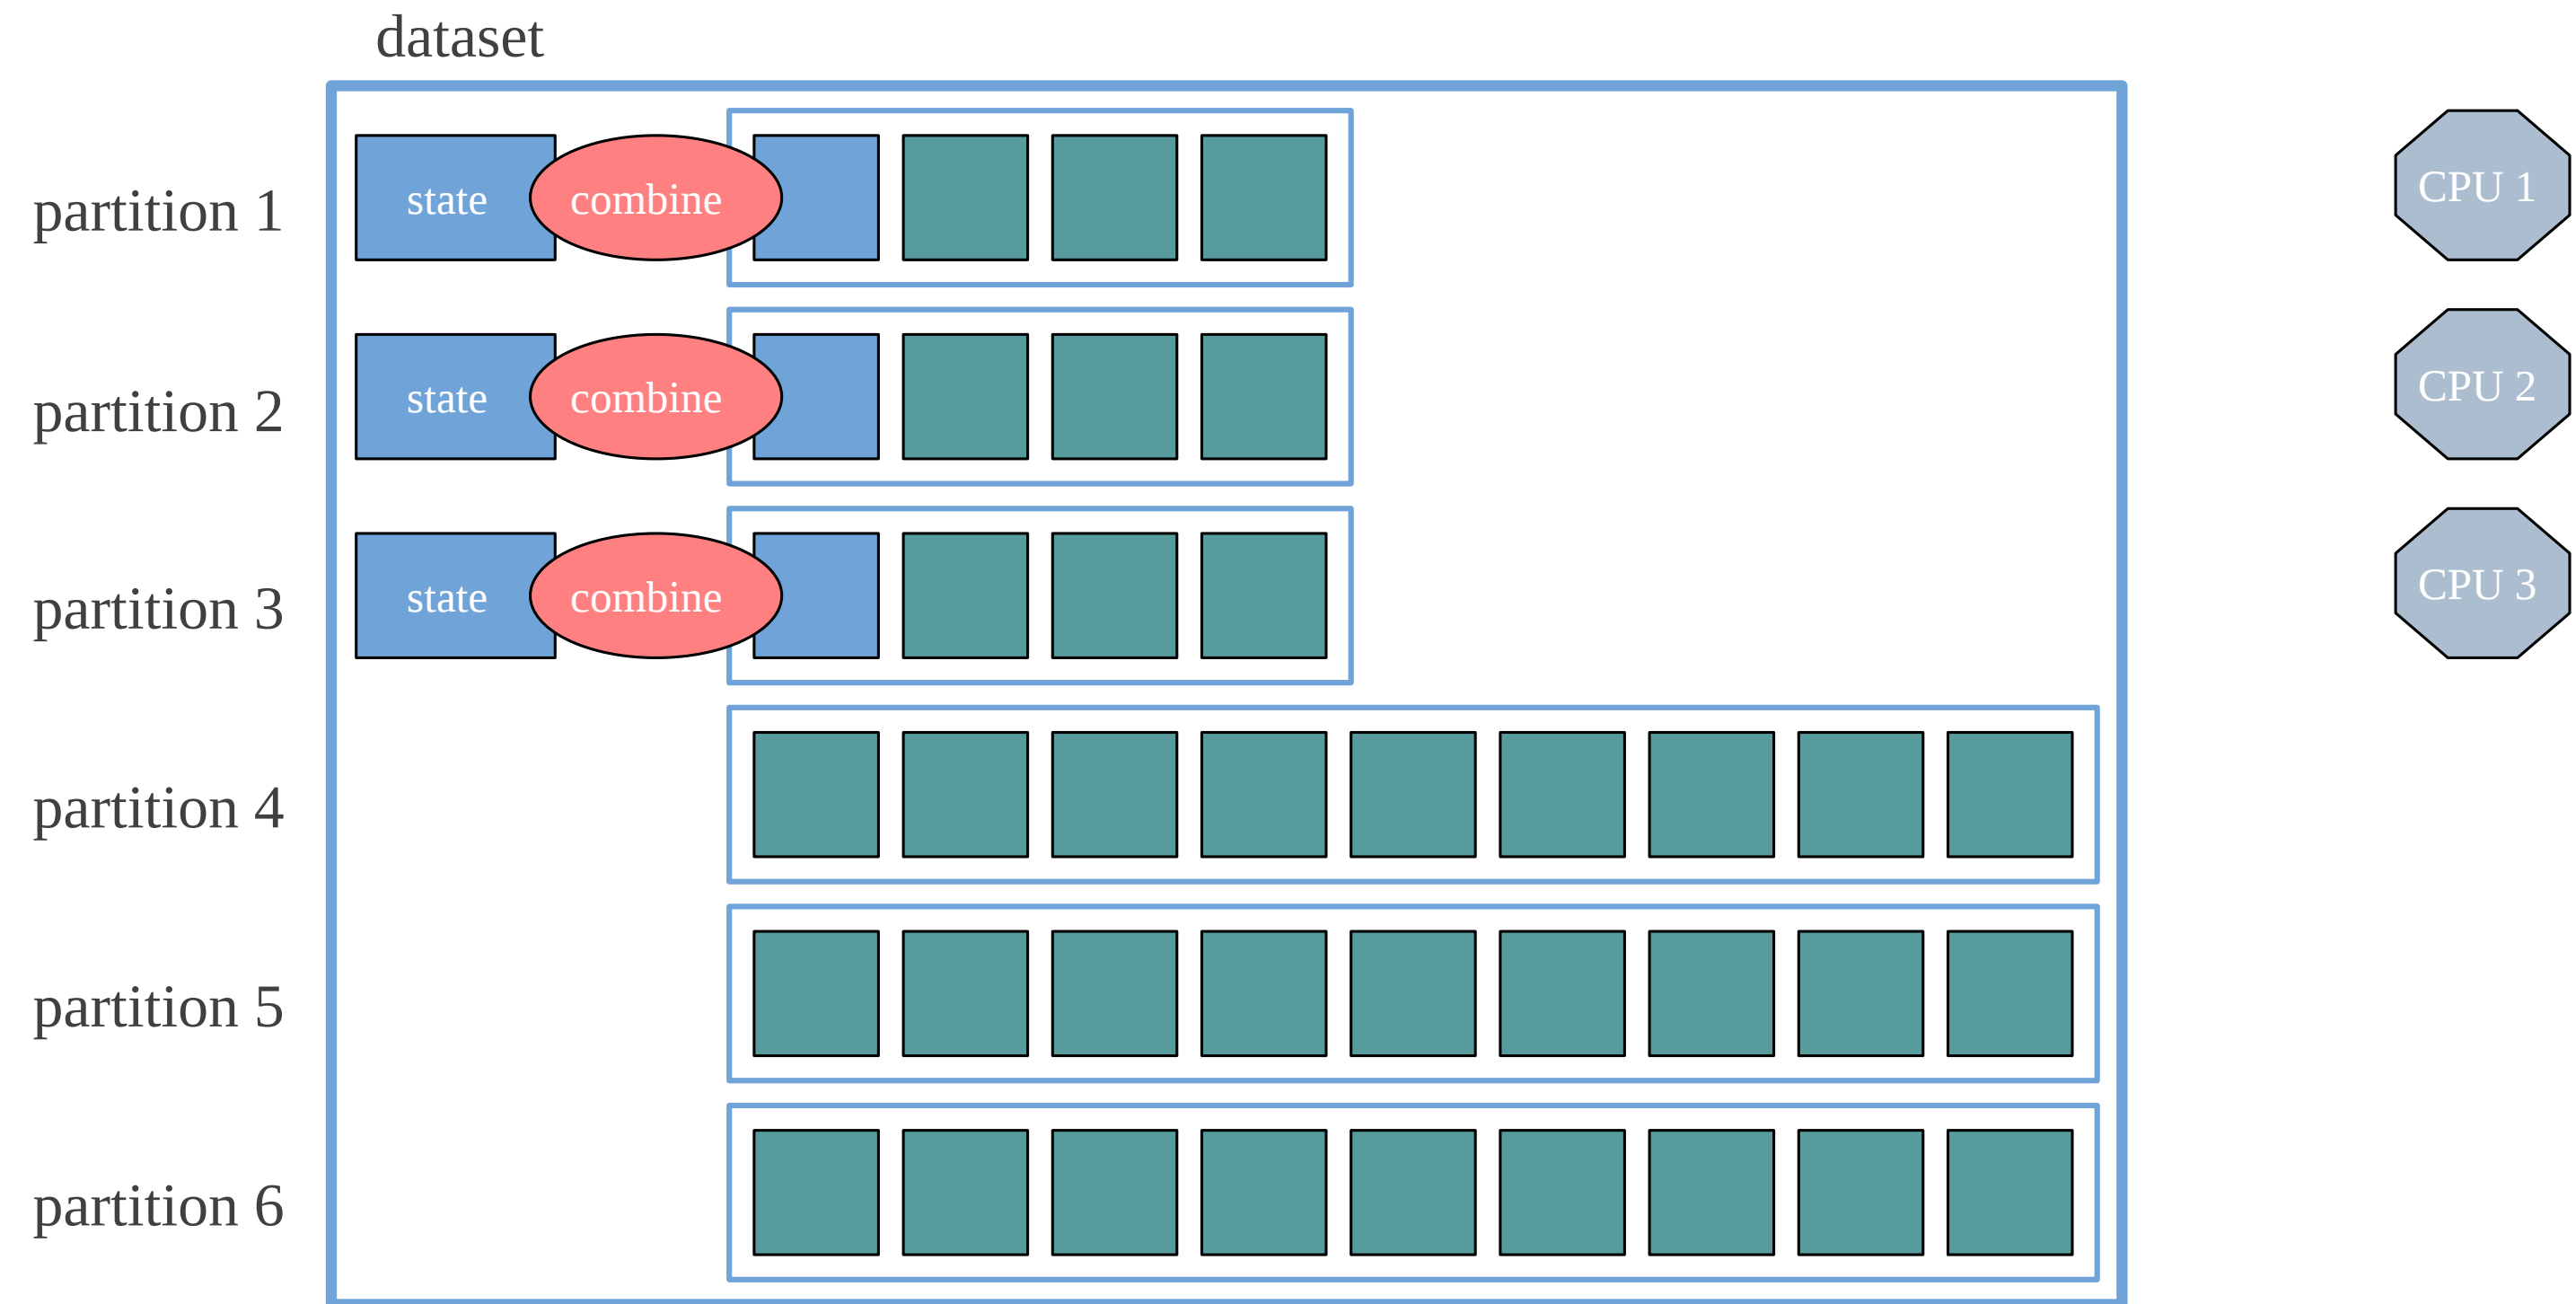 dataset
partition 1
state
combine
CPU 1
partition 2
state
combine
CPU 2
partition 3
state
combine
CPU 3
partition 4
partition 5
partition 6